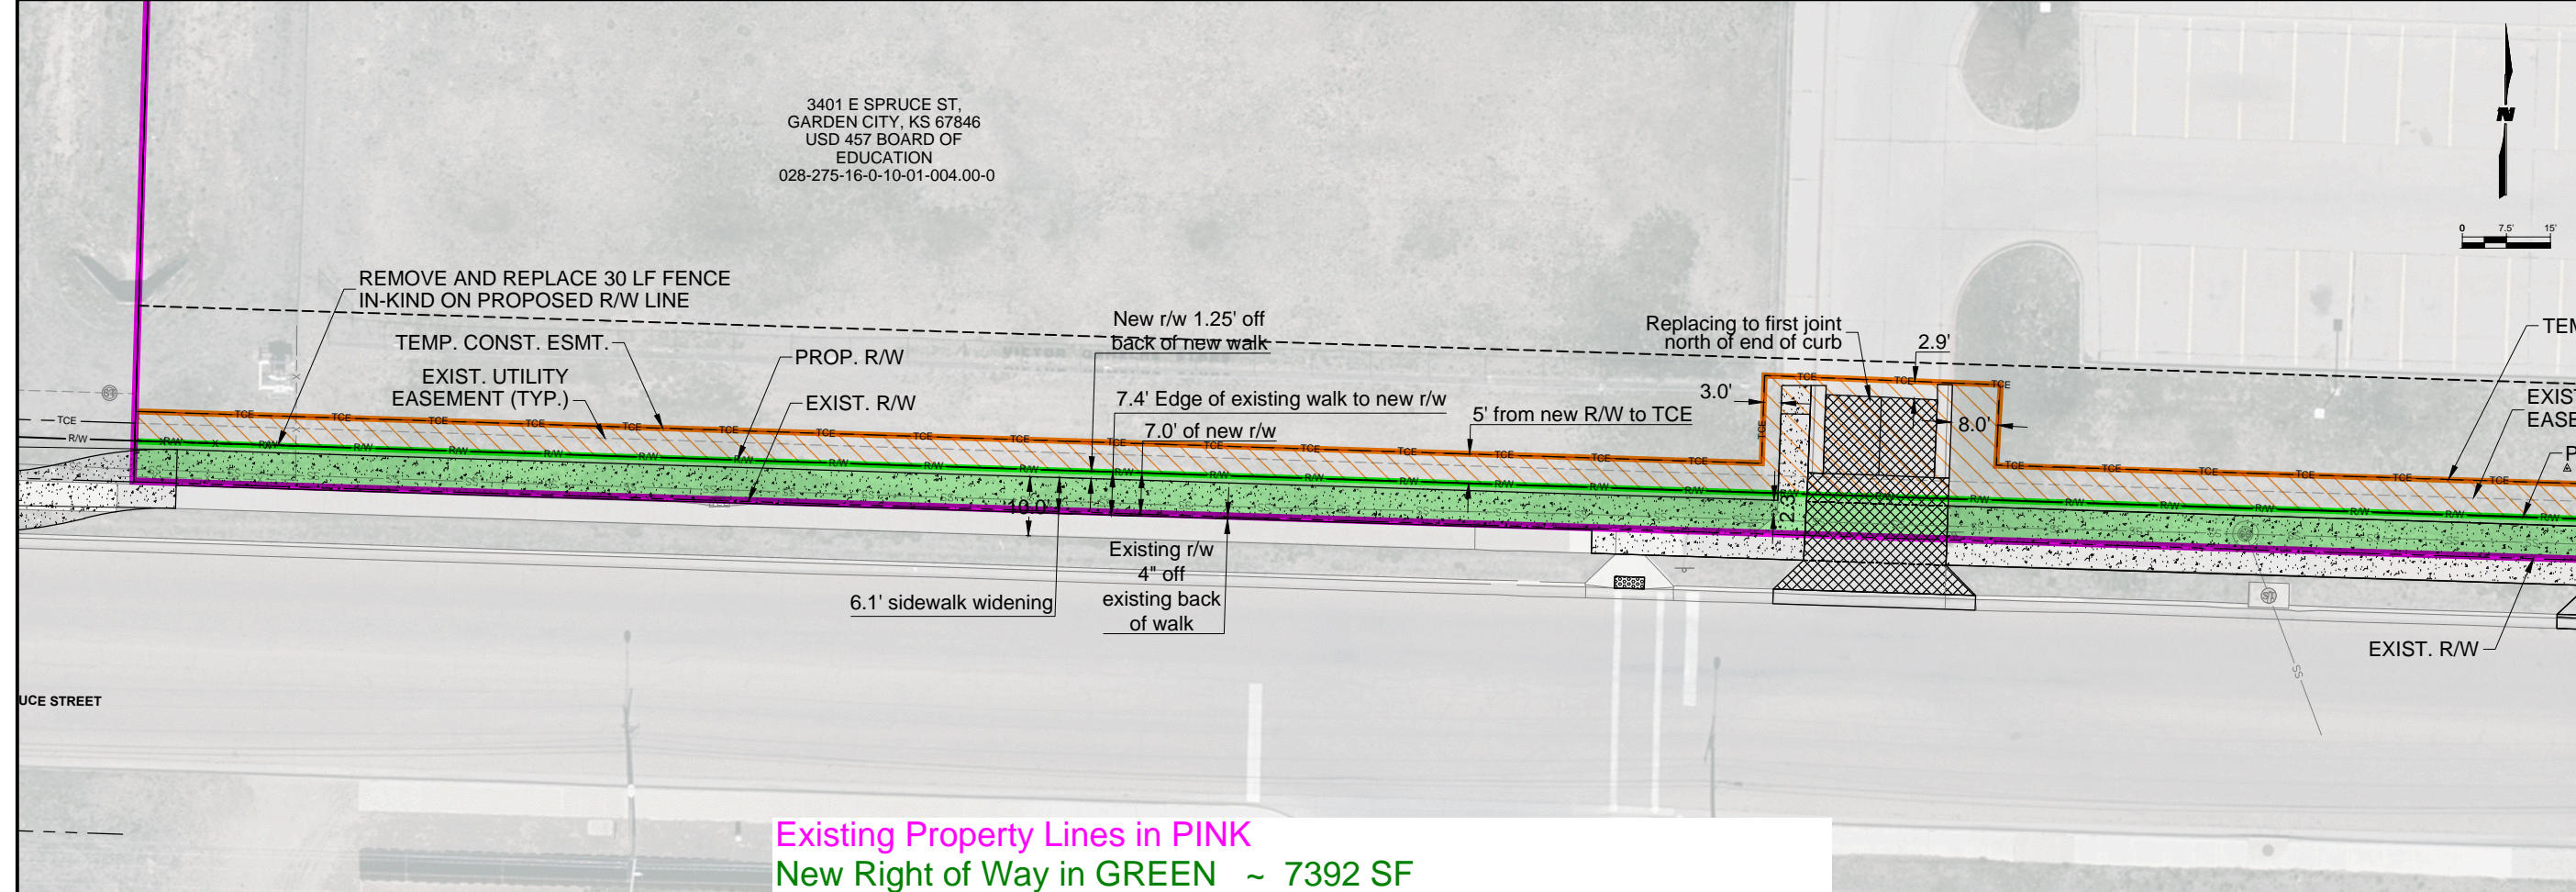 3401 E SPRUCE ST,
GARDEN CITY, KS 67846
USD 457 BOARD OF
EDUCATION
028-275-16-0-10-01-004.00-0
N
0 7.5' 15'
REMOVE AND REPLACE 30 LF FENCE
IN-KIND ON PROPOSED R/W LINE
TEMP. CONST. ESMT.
EXIST. UTILITY
EASEMENT (TYP.)
PROP. R/W
EXIST. R/W
New r/w 1.25' off
back of new walk
7.4' Edge of existing walk to new r/w
7.0' of new r/w
5' from new R/W to TCE
Replacing to first joint
north of end of curb
2.9'
3.0'
8.0'
2.3'
10.0'
6.1' sidewalk widening
Existing r/w
4" off
existing back
of walk
TCE
R/W
SS
EXIST. R/W
UCE STREET
Existing Property Lines in PINK
New Right of Way in GREEN ~ 7392 SF